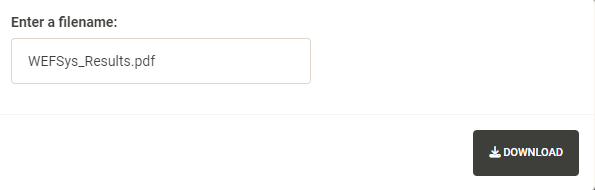 Enter a filename:
WEFSys_Results.pdf
DOWNLOAD